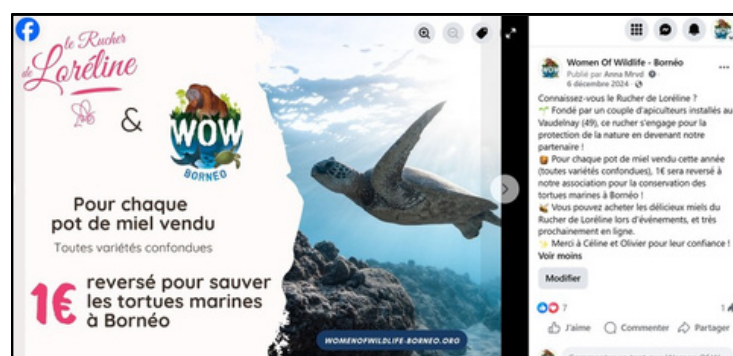 le Rucher
de Loréline
&
WOW
BORNEO
Pour chaque
pot de miel vendu
Toutes variétés confondues
1€
reversé pour sauver
les tortues marines
à Bornéo
WOMENOFWILDLIFE-BORNEO.ORG
Women Of Wildlife - Bornéo
Publié par Anna Mrvd
6 décembre 2024
Connaissez-vous le Rucher de Loréline ?
Fondé par un couple d'apiculteurs installés au
Vaudelnay (49), ce rucher s'engage pour la
protection de la nature en devenant notre
partenaire !
Pour chaque pot de miel vendu cette année
(toutes variétés confondues), 1€ sera reversé à
notre association pour la conservation des
tortues marines à Bornéo !
Vous pouvez acheter les délicieux miels du
Rucher de Loréline lors d'événements, et très
prochainement en ligne.
Merci à Céline et Olivier pour leur confiance !
Voir moins
Modifier
7
1
J'aime
Commenter
Partager